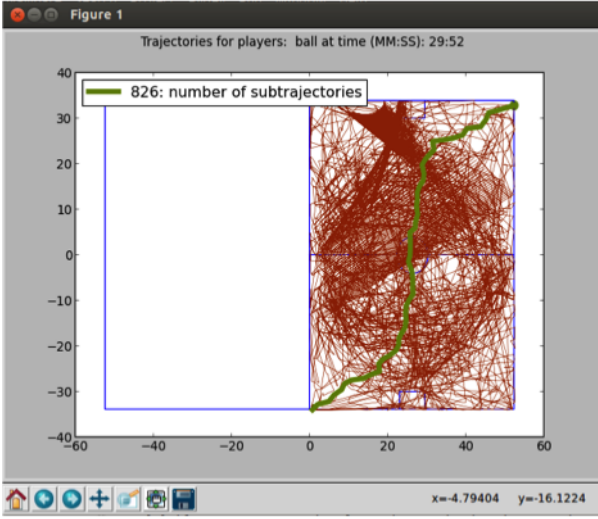 Figure 1
Trajectories for players: ball at time (MM:SS): 29:52
826: number of subtrajectories
40
30
20
10
0
−10
−20
−30
−40
−60 −40 −20 0 20 40 60
x=-4.79404 y=-16.1224